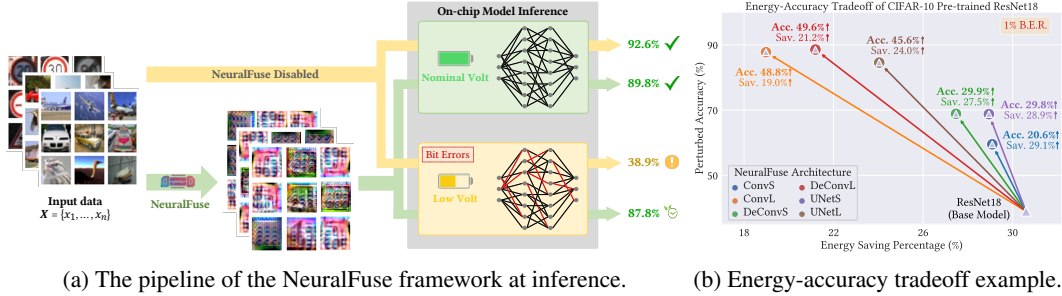 On-chip Model Inference
NeuralFuse Disabled
Nominal Volt
92.6%
89.8%
Bit Errors
Low Volt
38.9%
87.8%
Input data
X = {x₁, ..., xₙ}
NeuralFuse
(a) The pipeline of the NeuralFuse framework at inference.
Energy-Accuracy Tradeoff of CIFAR-10 Pre-trained ResNet18
1% B.E.R.
Perturbed Accuracy (%)
90
70
50
Acc. 49.6%↑
Sav. 21.2%↑
Acc. 45.6%↑
Sav. 24.0%↑
Acc. 48.8%↑
Sav. 19.0%↑
Acc. 29.9%↑
Sav. 27.5%↑
Acc. 29.8%↑
Sav. 28.9%↑
Acc. 20.6%↑
Sav. 29.1%↑
NeuralFuse Architecture
ConvS
ConvL
DeConvS
DeConvL
UNetS
UNetL
ResNet18
(Base Model)
18
22
26
30
Energy Saving Percentage (%)
(b) Energy-accuracy tradeoff example.